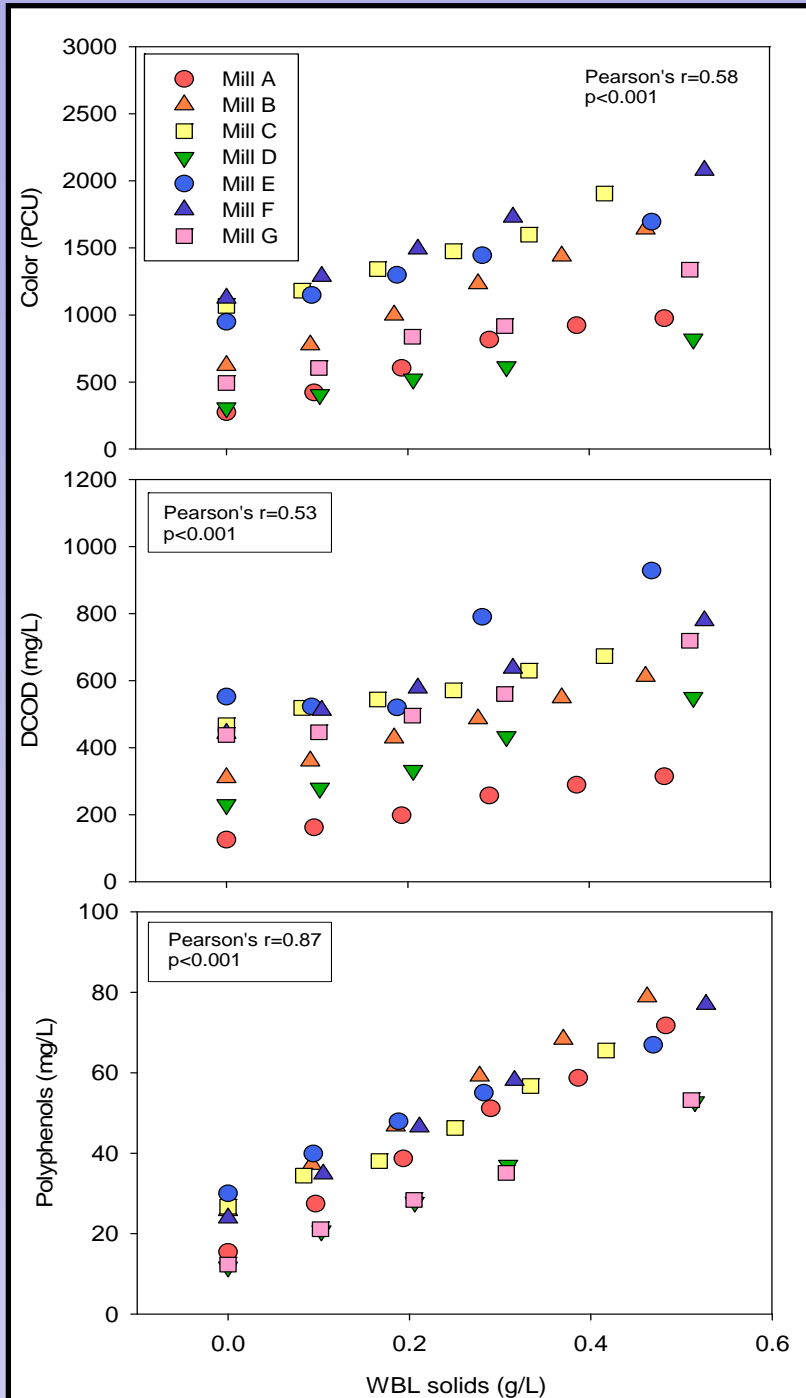 3000
2500
2000
1500
1000
500
0
Color (PCU)
Mill A
Mill B
Mill C
Mill D
Mill E
Mill F
Mill G
Pearson's r=0.58
p<0.001
1200
1000
800
600
400
200
0
DCOD (mg/L)
Pearson's r=0.53
p<0.001
100
80
60
40
20
0
Polyphenols (mg/L)
Pearson's r=0.87
p<0.001
0.0 0.2 0.4 0.6
WBL solids (g/L)